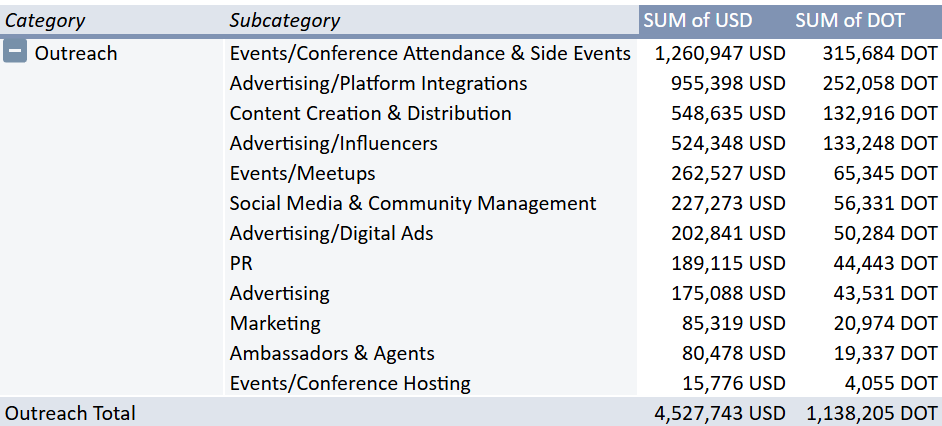 Category Subcategory SUM of USD SUM of DOT
Outreach Events/Conference Attendance & Side Events 1,260,947 USD 315,684 DOT
Advertising/Platform Integrations 955,398 USD 252,058 DOT
Content Creation & Distribution 548,635 USD 132,916 DOT
Advertising/Influencers 524,348 USD 133,248 DOT
Events/Meetups 262,527 USD 65,345 DOT
Social Media & Community Management 227,273 USD 56,331 DOT
Advertising/Digital Ads 202,841 USD 50,284 DOT
PR 189,115 USD 44,443 DOT
Advertising 175,088 USD 43,531 DOT
Marketing 85,319 USD 20,974 DOT
Ambassadors & Agents 80,478 USD 19,337 DOT
Events/Conference Hosting 15,776 USD 4,055 DOT
Outreach Total 4,527,743 USD 1,138,205 DOT